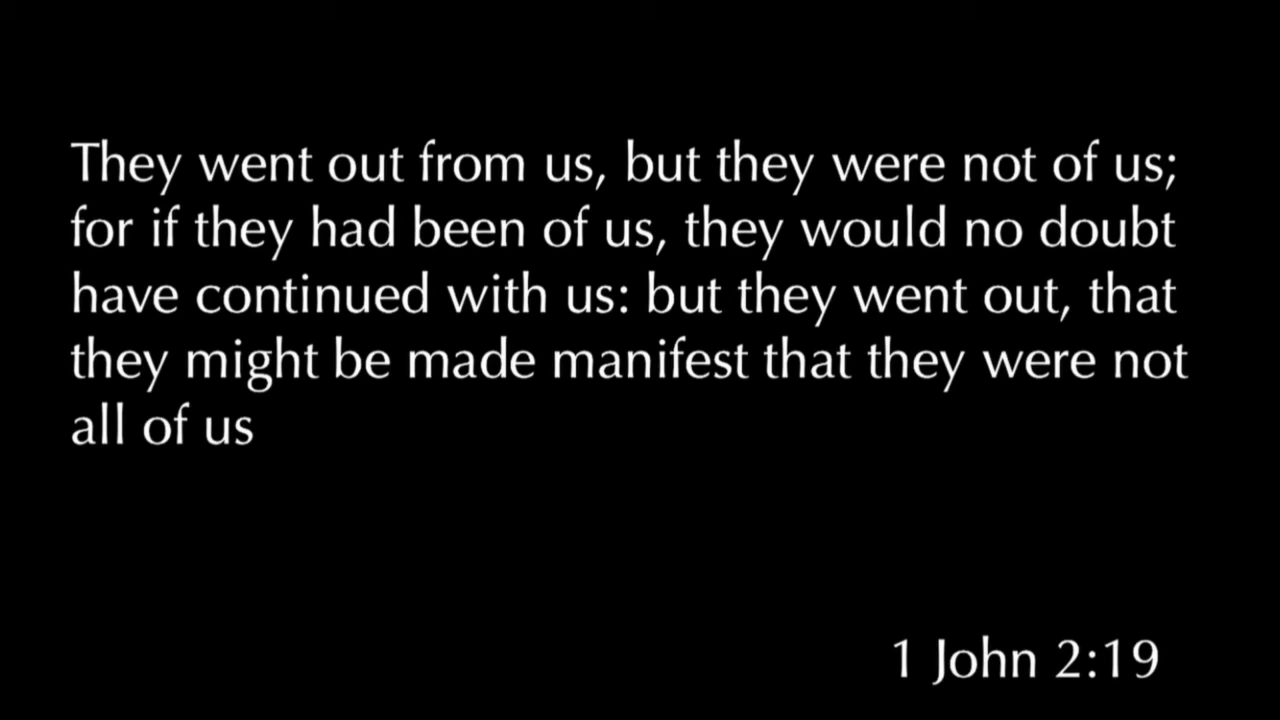 They went out from us, but they were not of us;
for if they had been of us, they would no doubt
have continued with us: but they went out, that
they might be made manifest that they were not
all of us
1 John 2:19